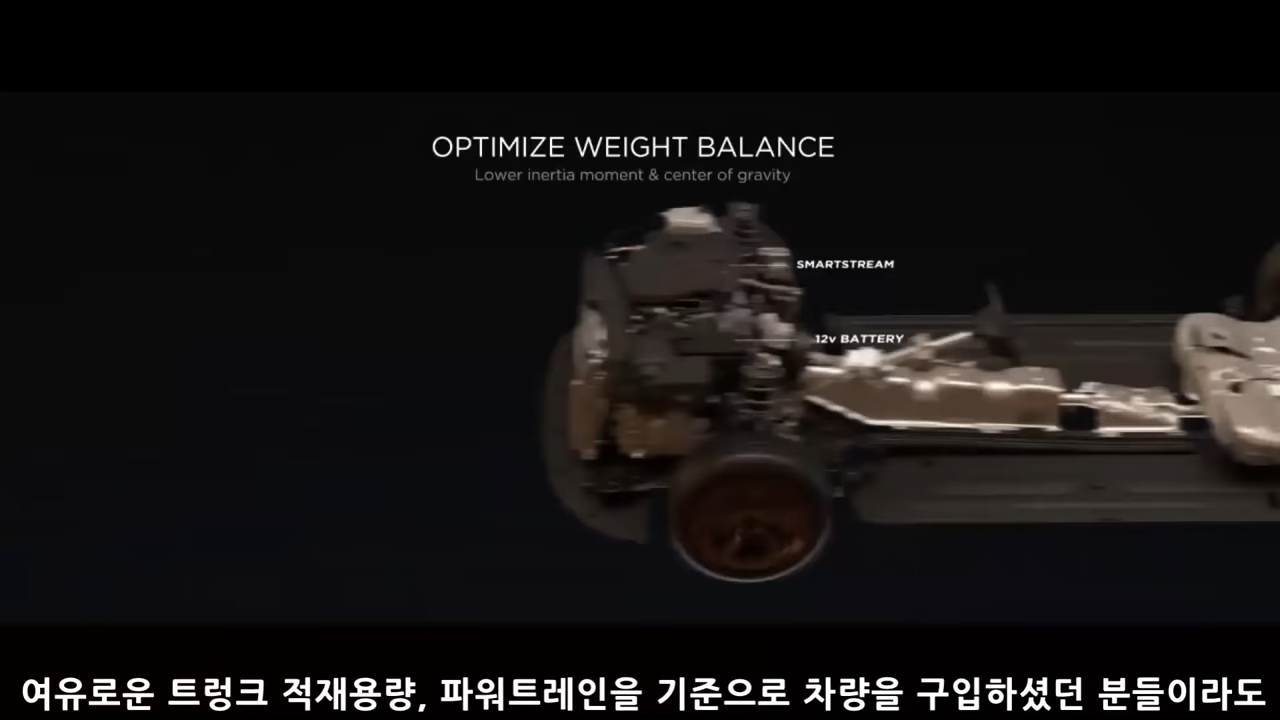 OPTIMIZE WEIGHT BALANCE
Lower inertia moment & center of gravity
SMARTSTREAM
12v BATTERY
여유로운 트렁크 적재용량, 파워트레인을 기준으로 차량을 구입하셨던 분들이라도